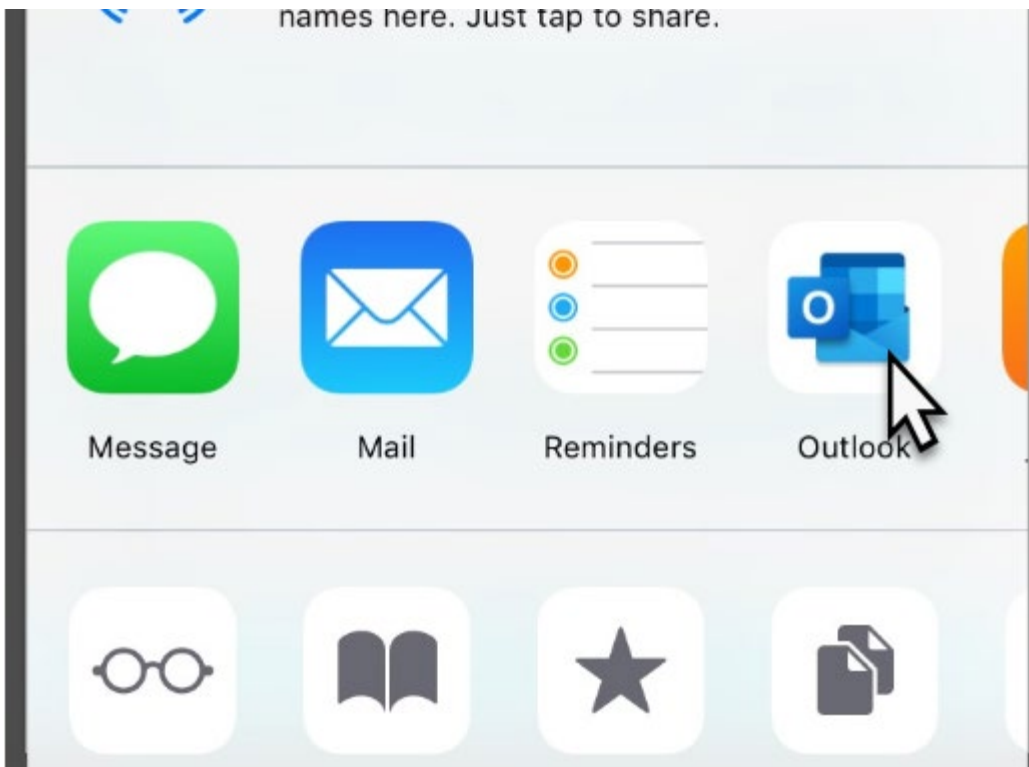 names here. Just tap to share.
Message
Mail
Reminders
O
Outlook